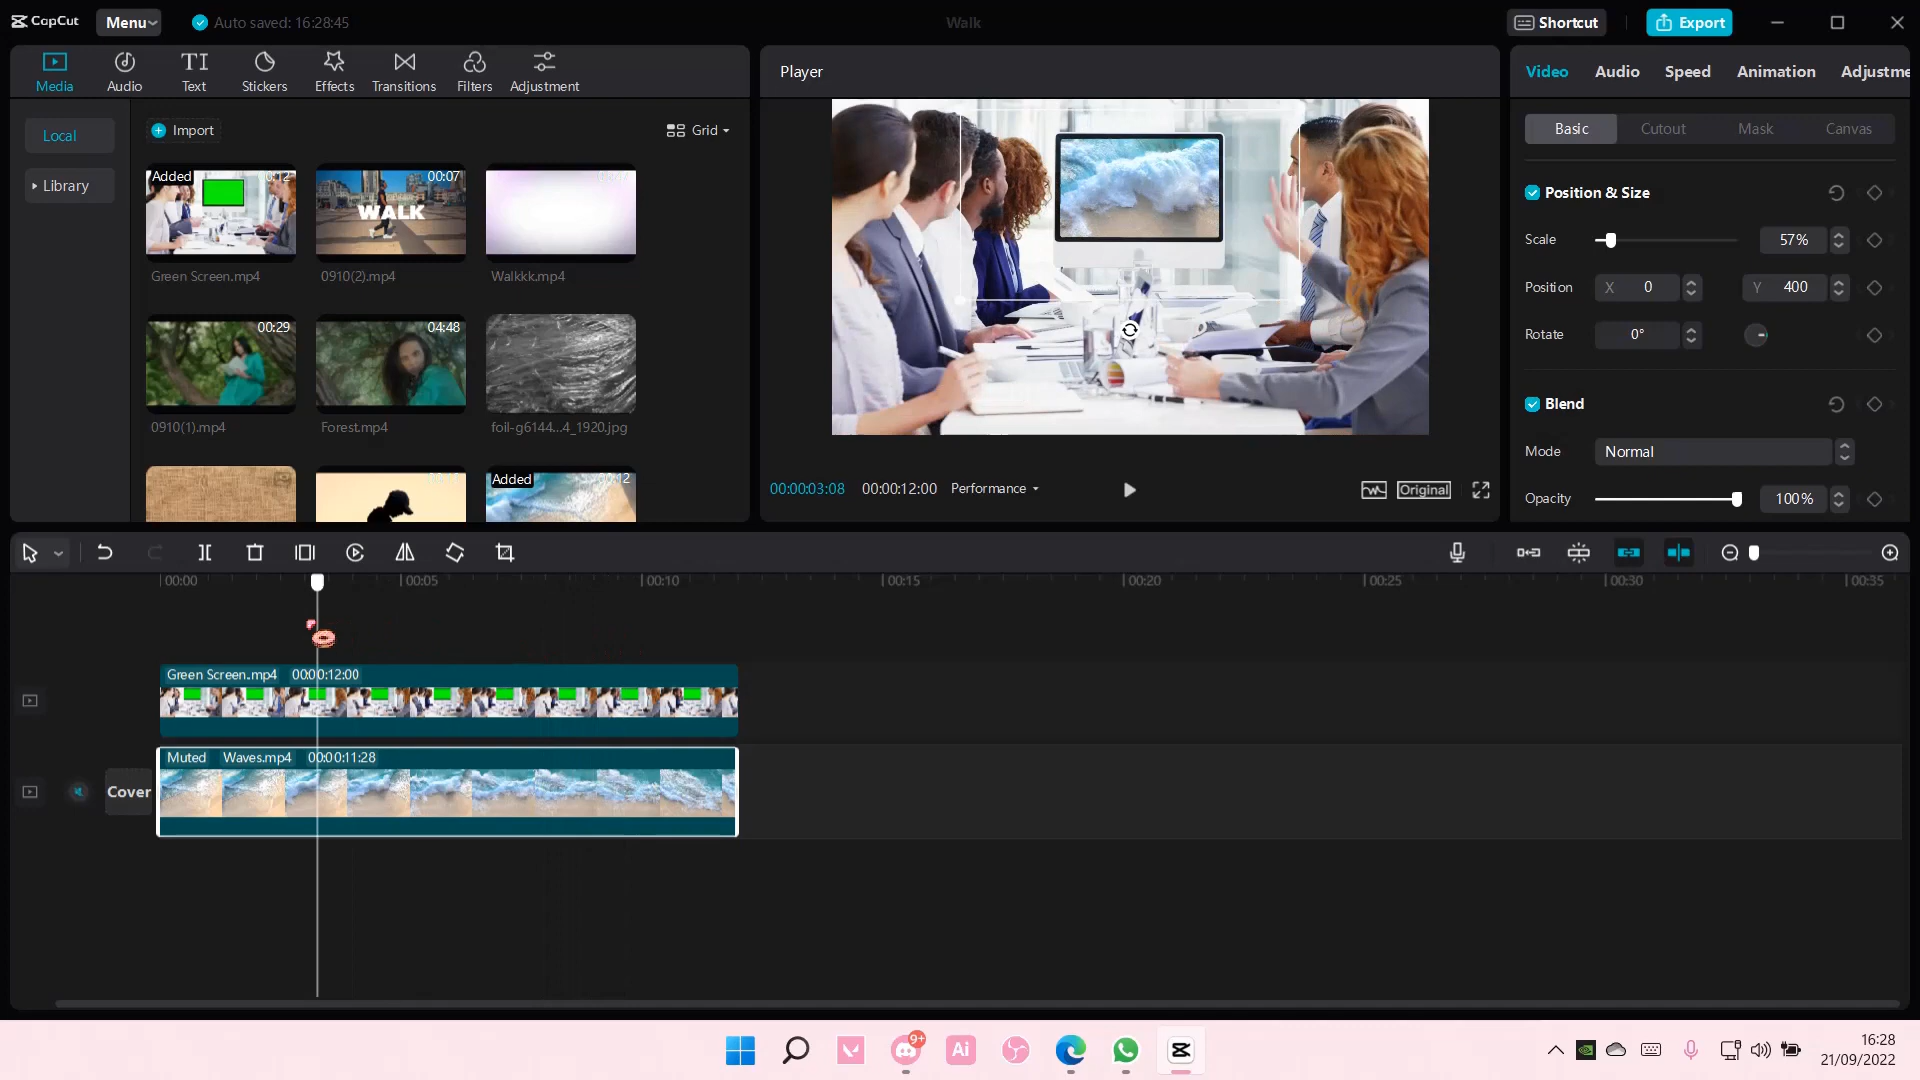 CapCut
Menu
Auto saved: 16:28:45
Walk
Shortcut
Export
Media
Audio
Text
Stickers
Effects
Transitions
Filters
Adjustment
Local
Library
Import
Grid
Added
00:12
Green Screen.mp4
00:07
WALK
0910(2).mp4
Walkkk.mp4
00:29
0910(1).mp4
04:48
Forest.mp4
foil-g6144...4_1920.jpg
Added
00:12
Player
00:00:03:08
00:00:12:00
Performance
Original
Video
Audio
Speed
Animation
Adjustme
Basic
Cutout
Mask
Canvas
Position & Size
Scale
57%
Position
X 0
Y 400
Rotate
0°
Blend
Mode
Normal
Opacity
100%
00:00
00:05
00:10
00:15
00:20
00:25
00:30
00:35
Green Screen.mp4 00:00:12:00
Cover
Muted Waves.mp4 00:00:11:28
9+
Ai
16:28
21/09/2022